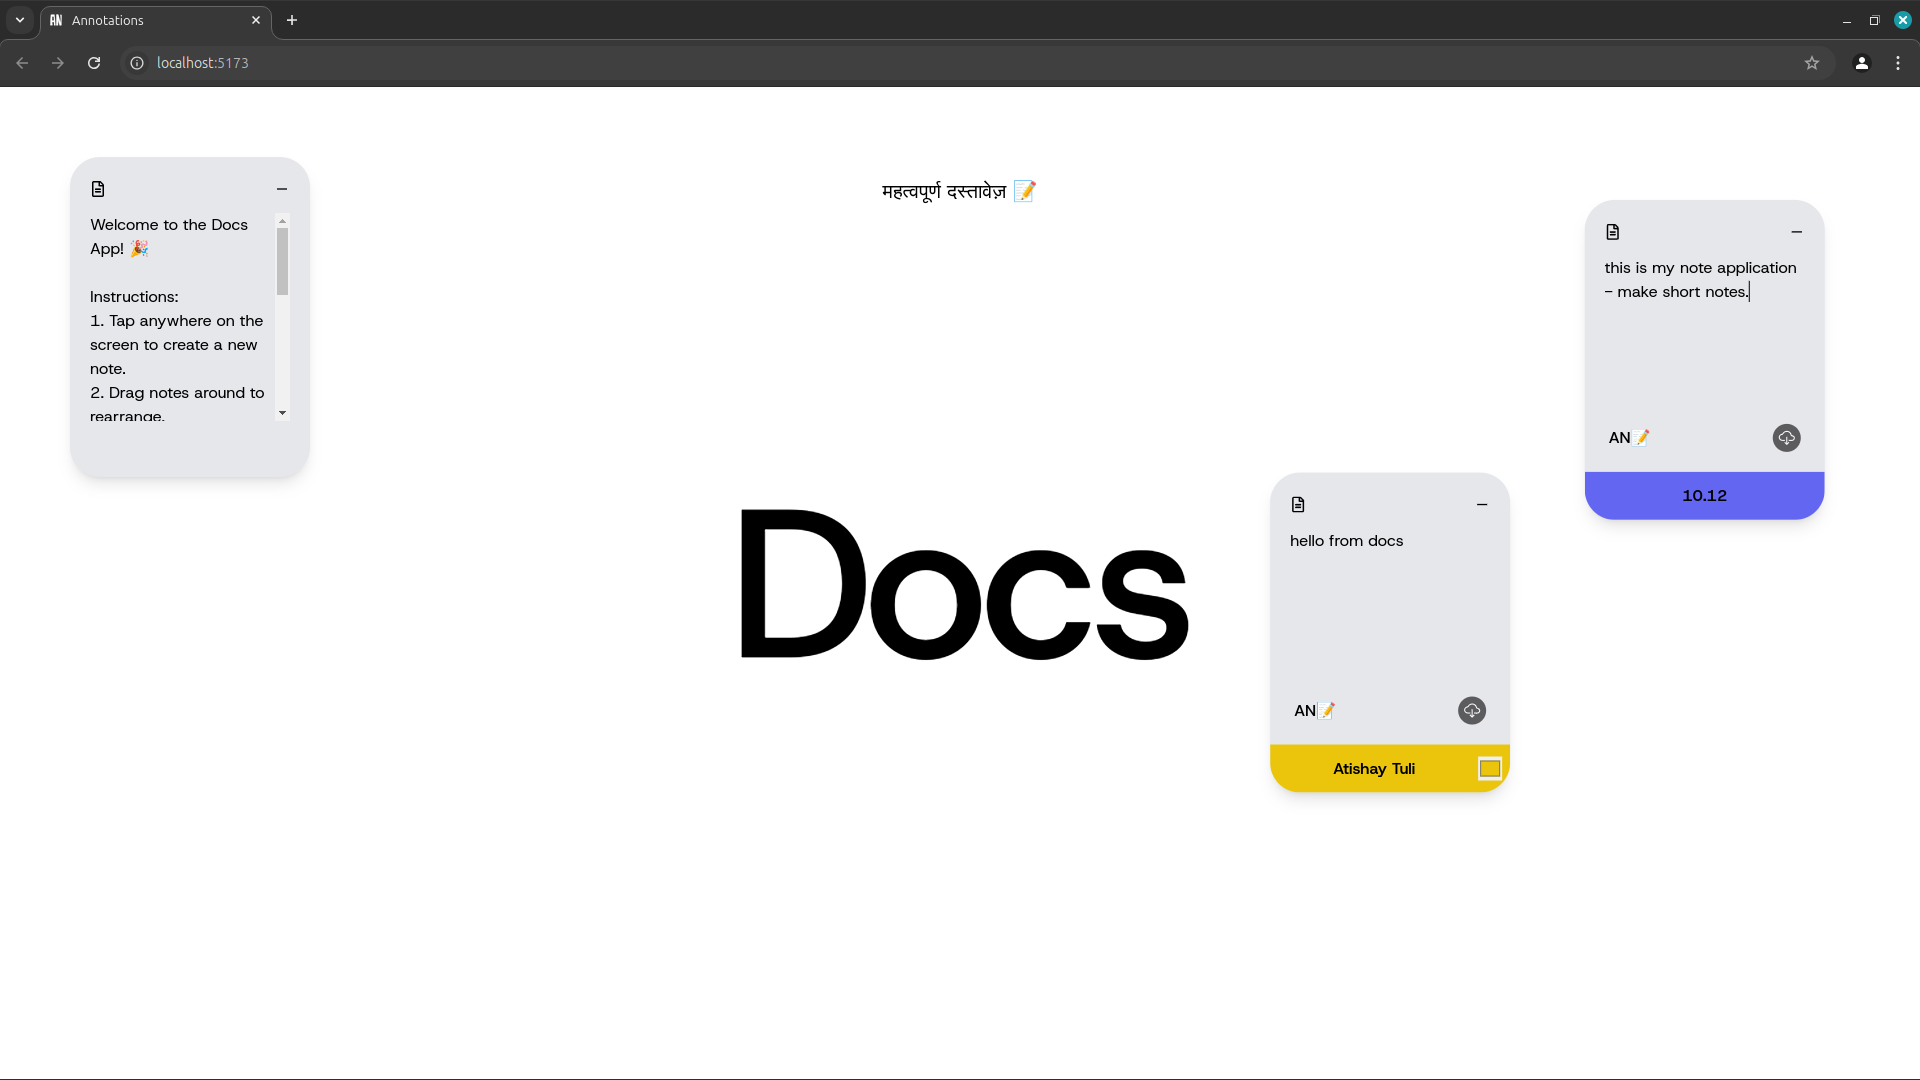 AN Annotations
localhost:5173
Welcome to the Docs
App! 🎉
Instructions:
1. Tap anywhere on the
screen to create a new
note.
2. Drag notes around to
rearrange.
महत्वपूर्ण दस्तावेज़ 📝
this is my note application
- make short notes.
AN📝
10.12
Docs
hello from docs
AN📝
Atishay Tuli